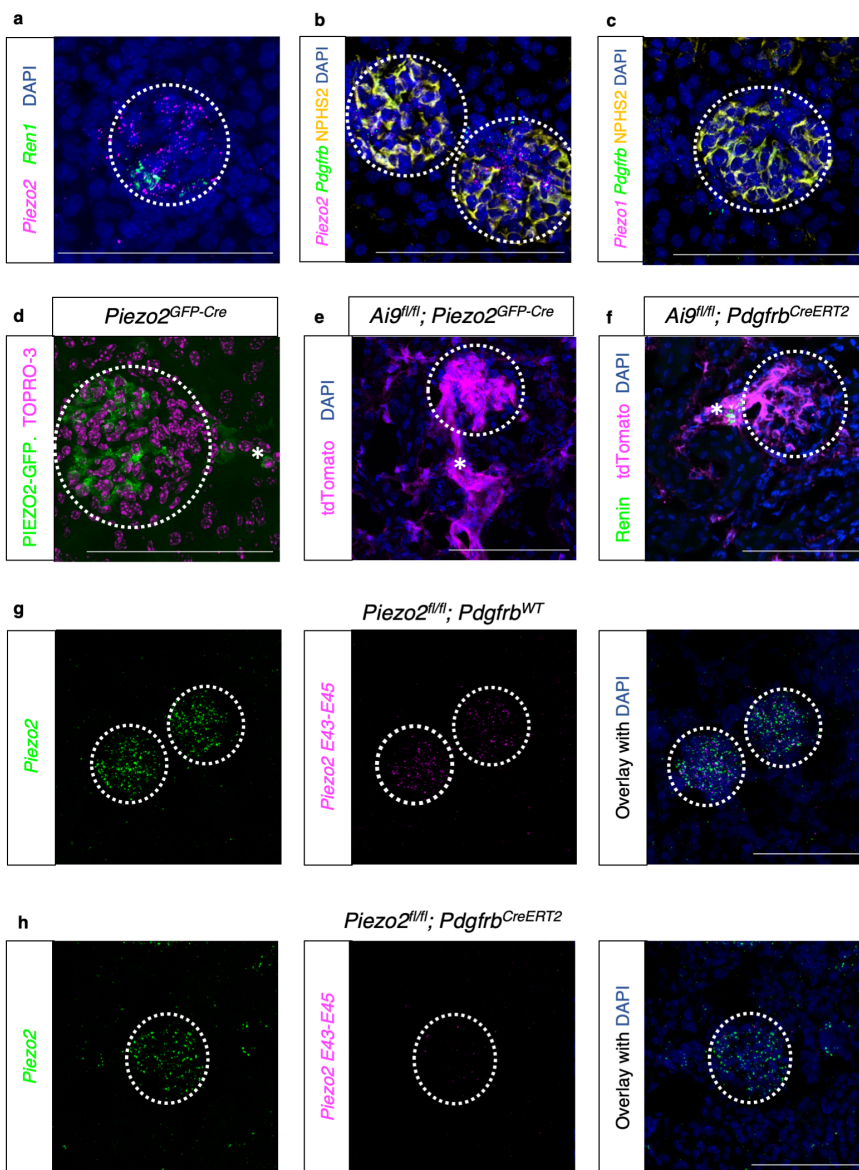 a
b
c
Piezo2 Ren1 DAPI
Piezo2 Pdgfrb NPHS2 DAPI
Piezo1 Pdgfrb NPHS2 DAPI
d
Piezo2GFP-Cre
e
Ai9fl/fl; Piezo2GFP-Cre
f
Ai9fl/fl; PdgfrbCreERT2
PIEZO2-GFP. TOPRO-3
*
tdTomato DAPI
*
Renin tdTomato DAPI
*
g
Piezo2fl/fl; PdgfrbWT
Piezo2
Piezo2 E43-E45
Overlay with DAPI
h
Piezo2fl/fl; PdgfrbCreERT2
Piezo2
Piezo2 E43-E45
Overlay with DAPI